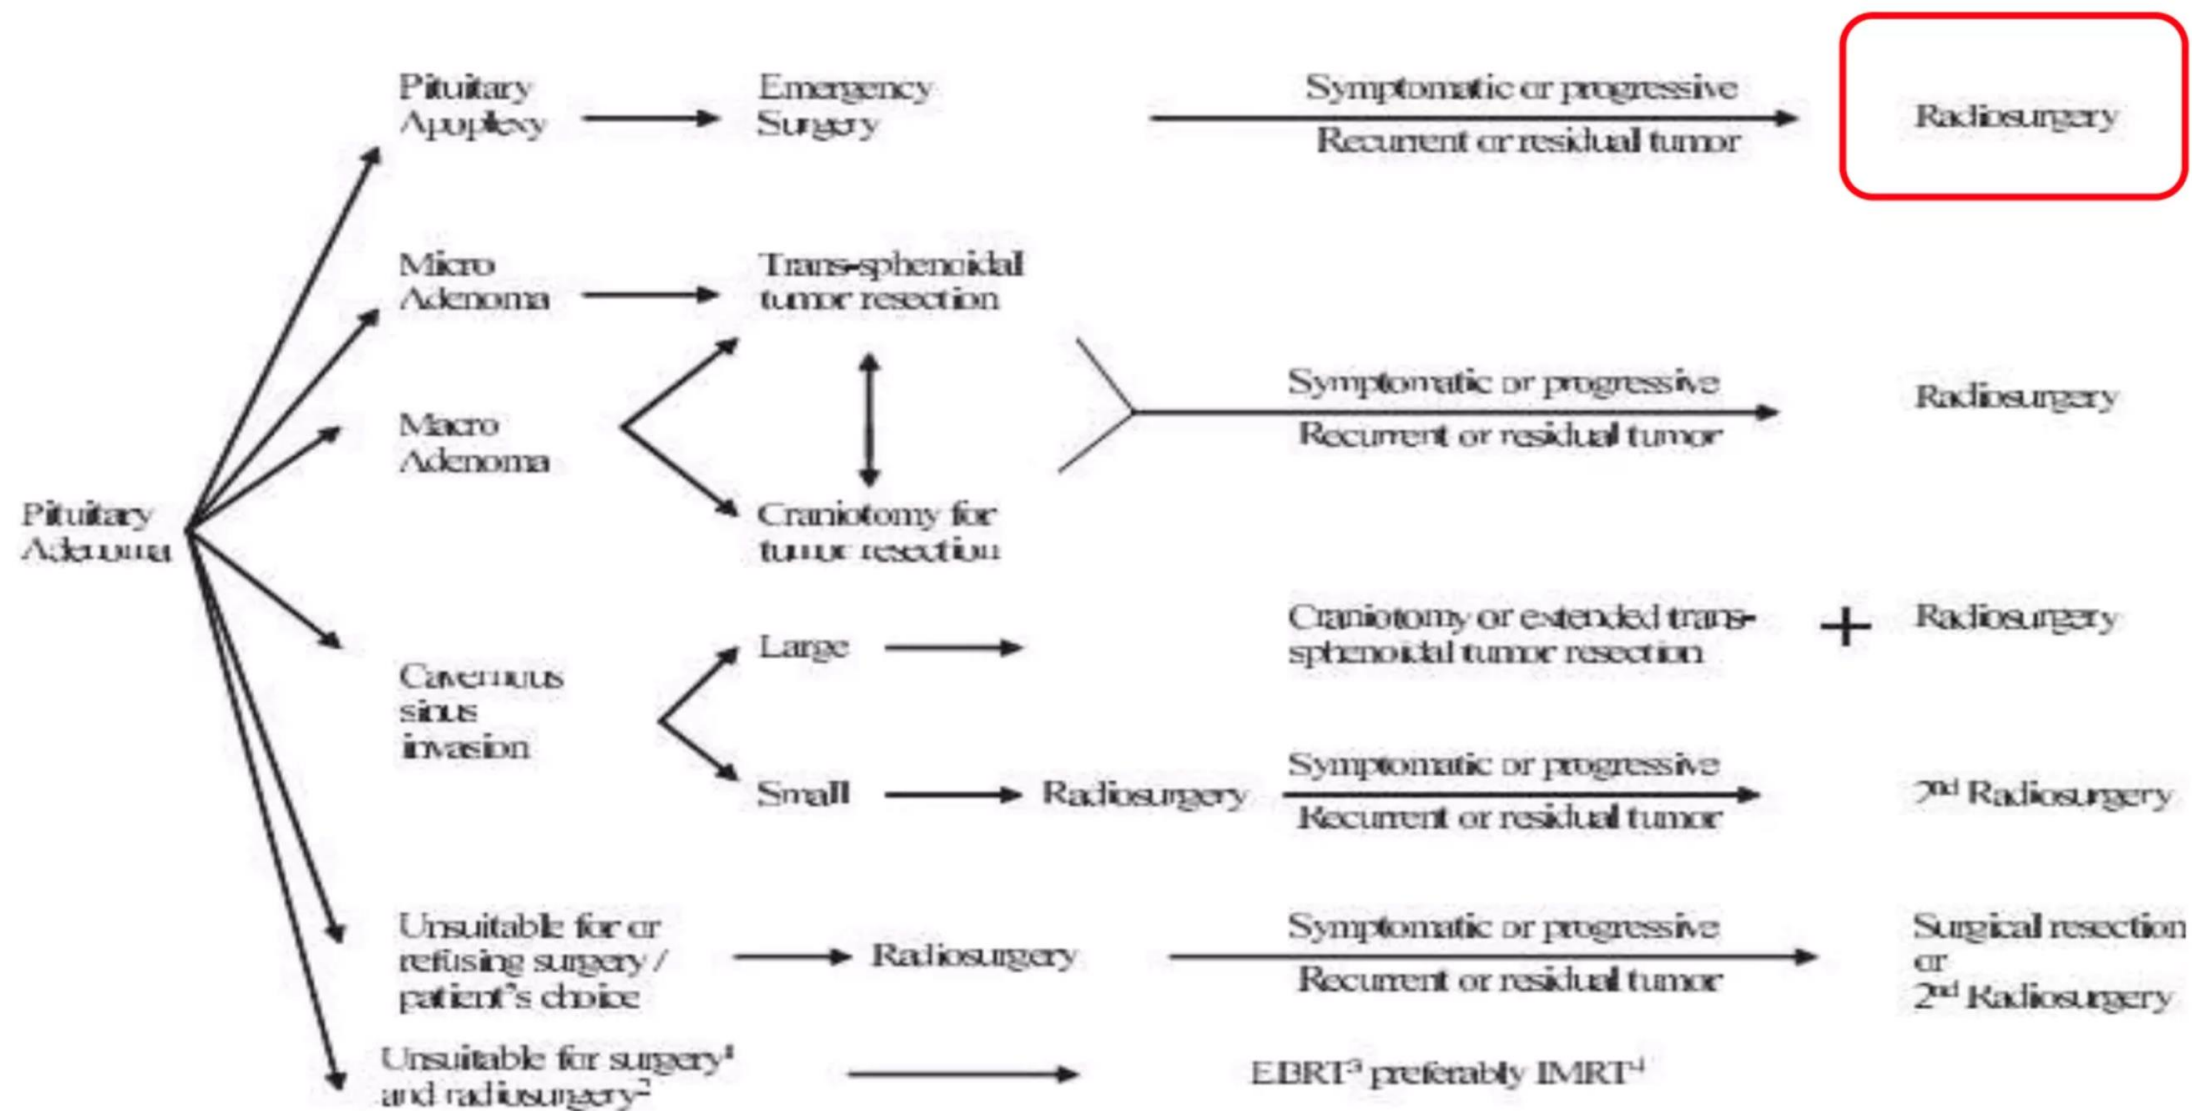 Pituitary
Adenoma
Pituitary
Apoplexy
Emergency
Surgery
Symptomatic or progressive
Recurrent or residual tumor
Radiosurgery
Micro
Adenoma
Trans-sphenoidal
tumor resection
Macro
Adenoma
Craniotomy for
tumor resection
Symptomatic or progressive
Recurrent or residual tumor
Radiosurgery
Cavernous
sinus
invasion
Large
Craniotomy or extended trans-
sphenoidal tumor resection
+
Radiosurgery
Small
Radiosurgery
Symptomatic or progressive
Recurrent or residual tumor
2nd Radiosurgery
Unsuitable for or
refusing surgery /
patient's choice
Radiosurgery
Symptomatic or progressive
Recurrent or residual tumor
Surgical resection
or
2nd Radiosurgery
Unsuitable for surgery1
and radiosurgery2
EBRT3 preferably IMRT4